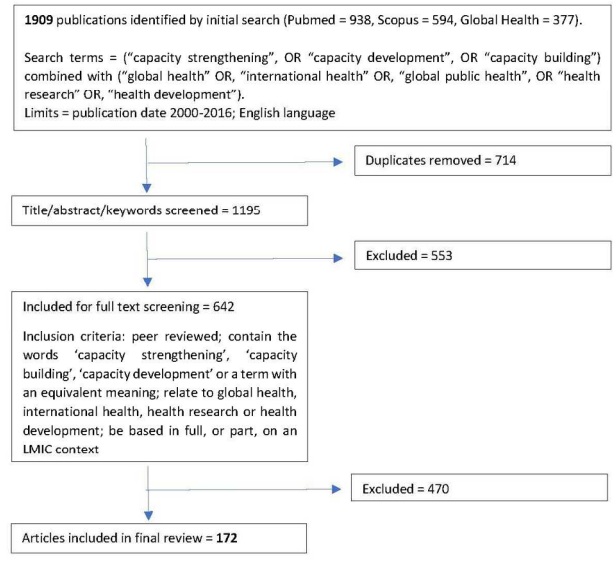 1909 publications identified by initial search (Pubmed = 938, Scopus = 594, Global Health = 377).
Search terms = (“capacity strengthening”, OR “capacity development”, OR “capacity building”)
combined with (“global health” OR, “international health” OR, “global public health”, OR “health
research” OR, “health development”).
Limits = publication date 2000-2016; English language
Duplicates removed = 714
Title/abstract/keywords screened = 1195
Excluded = 553
Included for full text screening = 642
Inclusion criteria: peer reviewed; contain the
words ‘capacity strengthening’, ‘capacity
building’, ‘capacity development’ or a term with
an equivalent meaning; relate to global health,
international health, health research or health
development; be based in full, or part, on an
LMIC context
Excluded = 470
Articles included in final review = 172